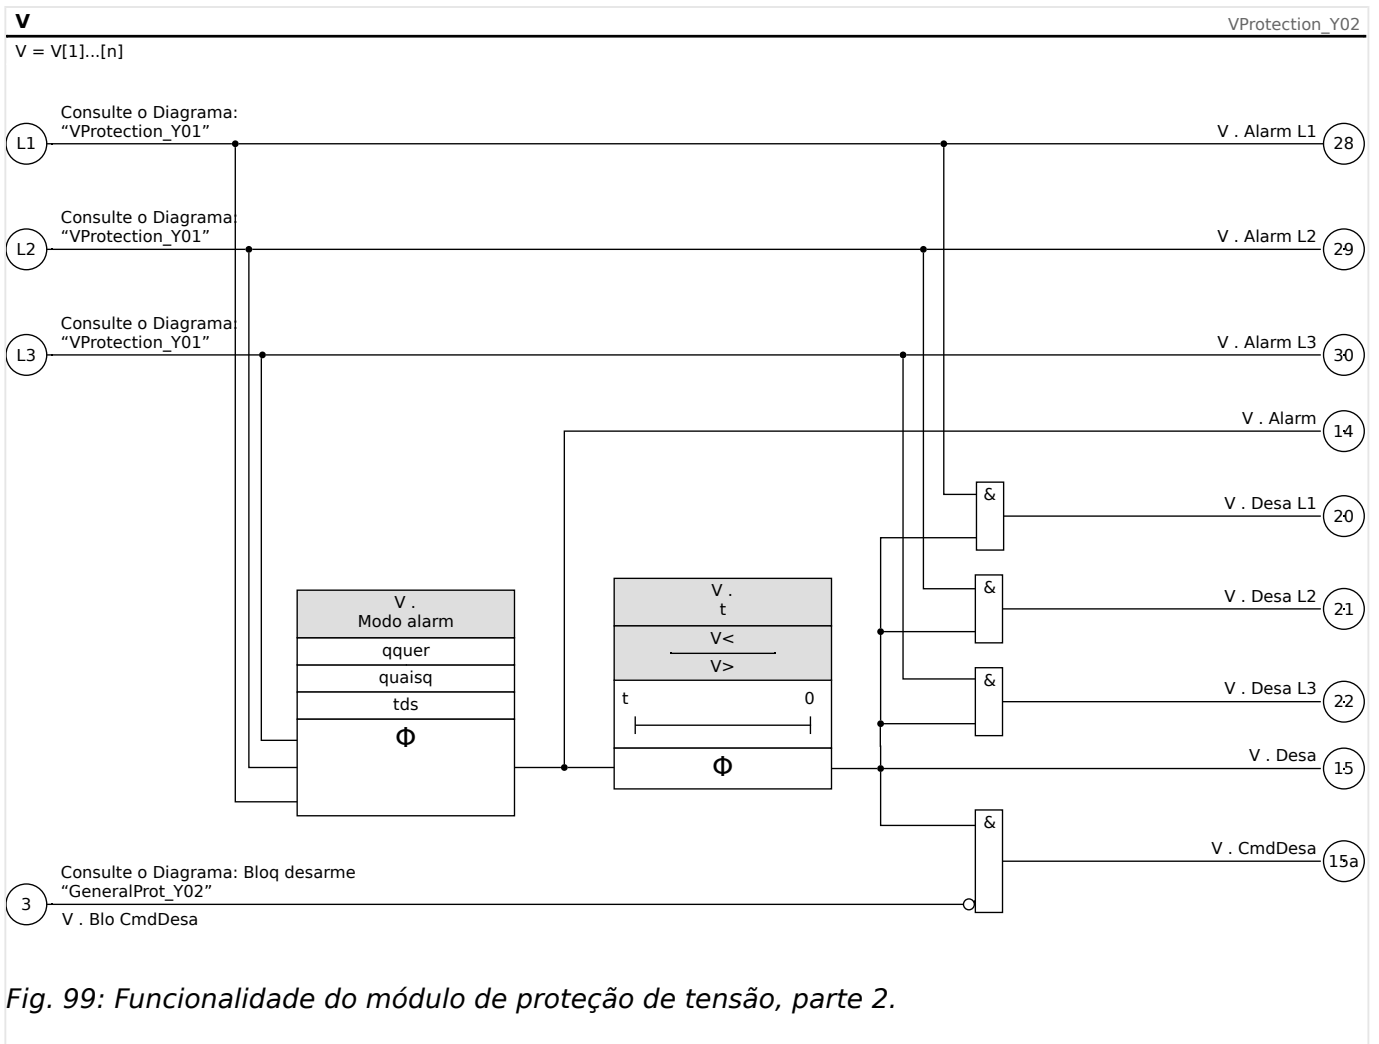 V
VProtection_Y02
V = V[1]...[n]
Consulte o Diagrama:
“VProtection_Y01”
L1
V . Alarm L1
28
Consulte o Diagrama:
“VProtection_Y01”
L2
V . Alarm L2
29
Consulte o Diagrama:
“VProtection_Y01”
L3
V . Alarm L3
30
V . Alarm
14
&
V . Desa L1
20
&
V . Desa L2
21
&
V . Desa L3
22
V .
Modo alarm
qquer
quaisq
tds
Φ
V .
t
V<
V>
t 0
Φ
V . Desa
15
&
V . CmdDesa
15a
Consulte o Diagrama: Bloq desarme
“GeneralProt_Y02”
3
V . Blo CmdDesa
Fig. 99: Funcionalidade do módulo de proteção de tensão, parte 2.